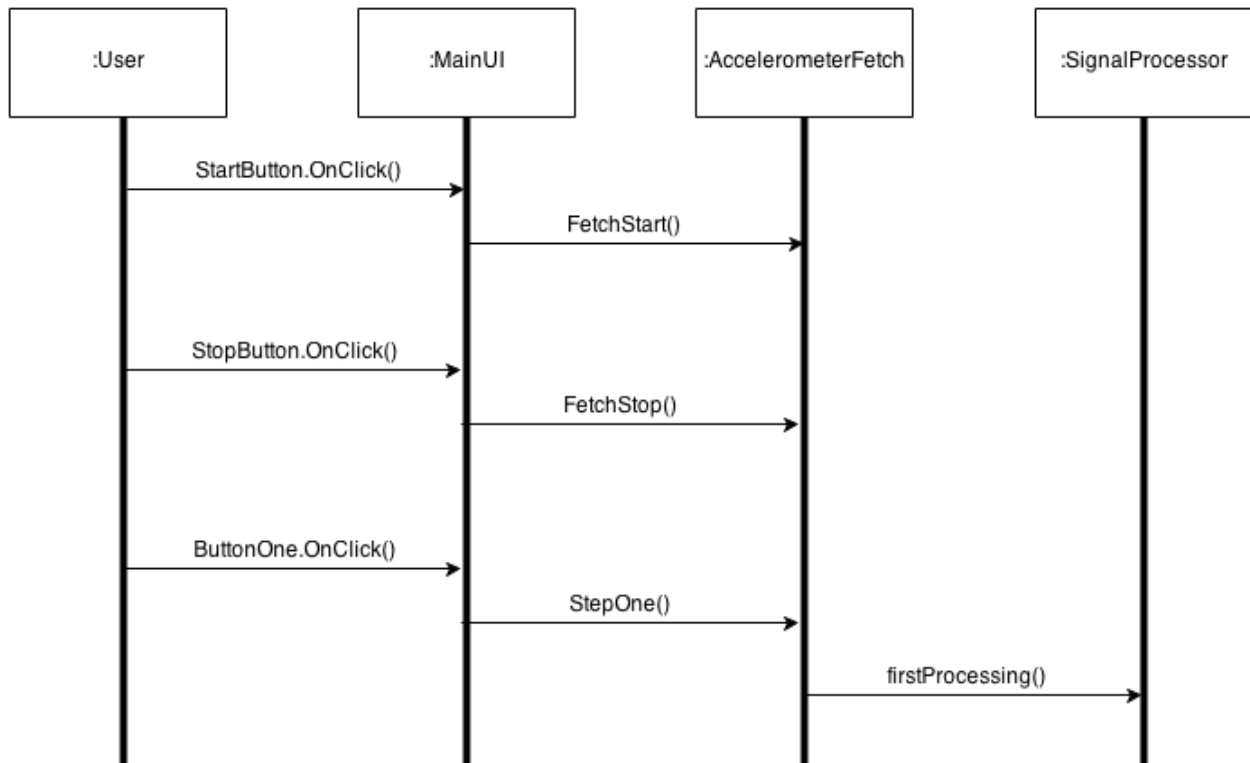 :User
:MainUI
:AccelerometerFetch
:SignalProcessor
StartButton.OnClick()
FetchStart()
StopButton.OnClick()
FetchStop()
ButtonOne.OnClick()
StepOne()
firstProcessing()